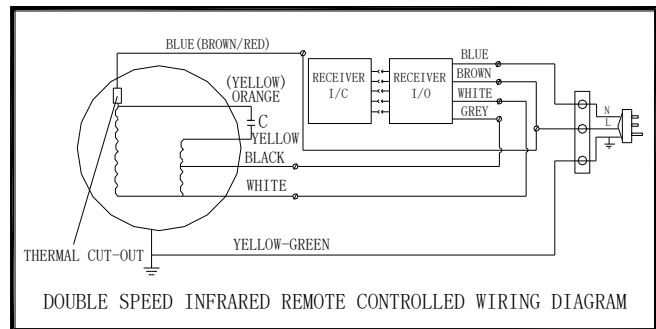 BLUE(BROWN/RED)
BLUE
RECEIVER
I/C
RECEIVER
I/O
BROWN
WHITE
GREY
(YELLOW)
ORANGE
C
YELLOW
BLACK
WHITE
N
L
THERMAL CUT-OUT
YELLOW-GREEN
DOUBLE SPEED INFRARED REMOTE CONTROLLED WIRING DIAGRAM